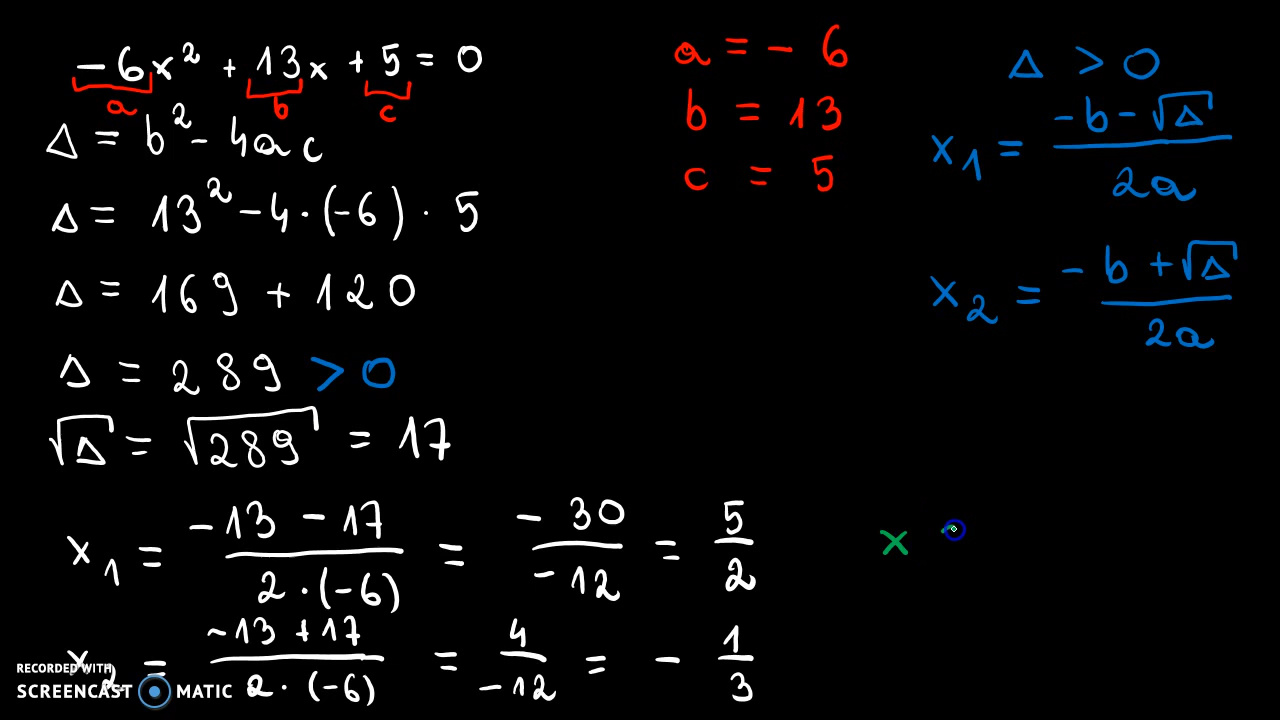 -6x² + 13x + 5 = 0
a b c
Δ = b² - 4ac
Δ = 13² - 4·(-6)·5
Δ = 169 + 120
Δ = 289 > 0
√Δ = √289 = 17
x₁ = (-13 - 17)/(2·(-6)) = (-30)/(-12) = 5/2
x₂ = (-13 + 17)/(2·(-6)) = 4/(-12) = -1/3
a = -6
b = 13
c = 5
Δ > 0
x₁ = (-b - √Δ)/(2a)
x₂ = (-b + √Δ)/(2a)
x
RECORDED WITH
SCREENCAST MATIC